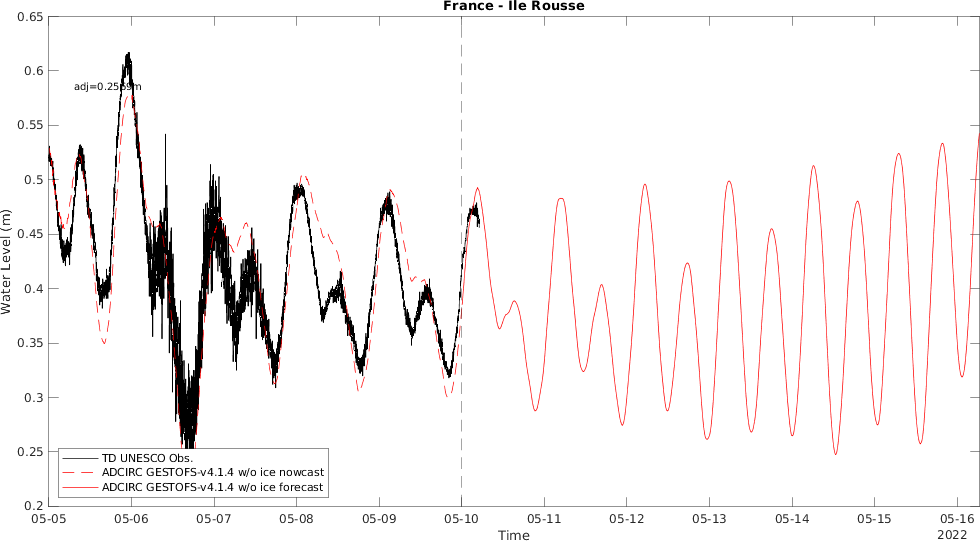 France - Ile Rousse
0.65
0.6
0.55
0.5
0.45
0.4
0.35
0.3
0.25
0.2
Water Level (m)
TD UNESCO Obs.
ADCIRC GESTOFS-v4.1.4 w/o ice nowcast
ADCIRC GESTOFS-v4.1.4 w/o ice forecast
05-05 05-06 05-07 05-08 05-09 05-10 05-11 05-12 05-13 05-14 05-15 05-16
Time
2022